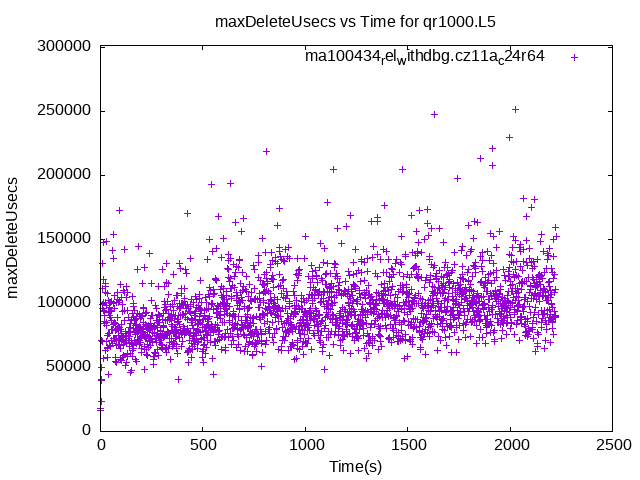 maxDeleteUsecs vs Time for qr1000.L5
ma100434_rel_withdbg.cz11a_c24r64
300000
250000
200000
150000
100000
50000
0
maxDeleteUsecs
0 500 1000 1500 2000 2500
Time(s)